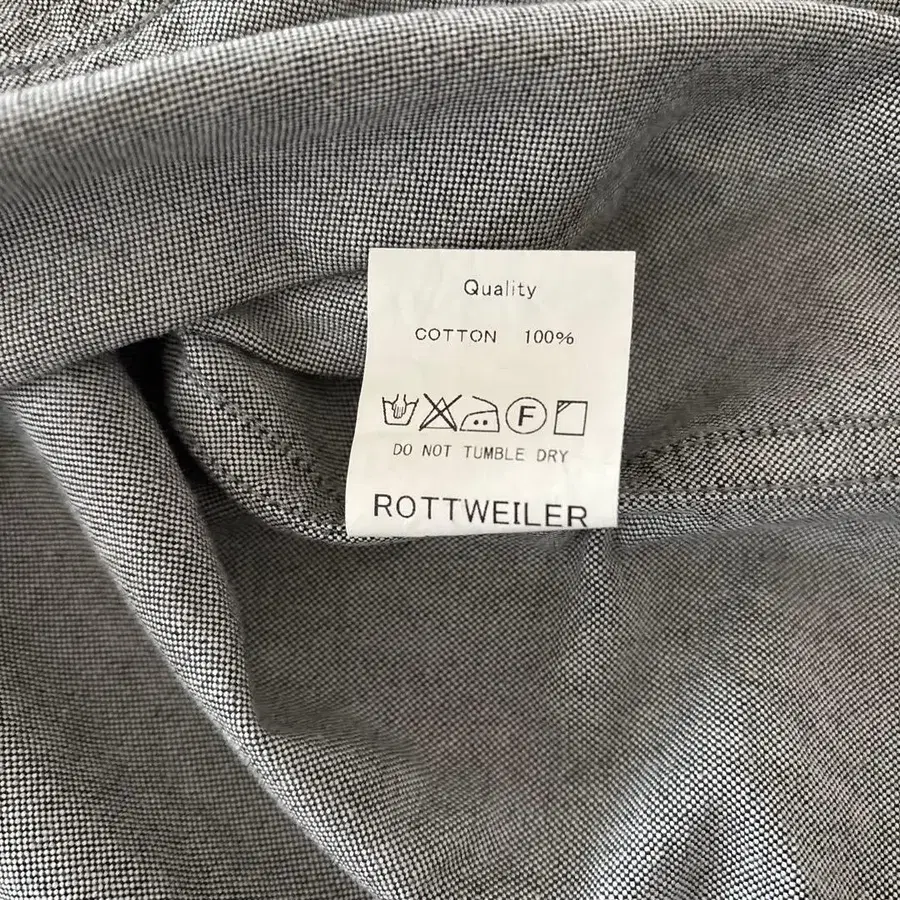 Quality
COTTON 100%
F
DO NOT TUMBLE DRY
ROTTWEILER